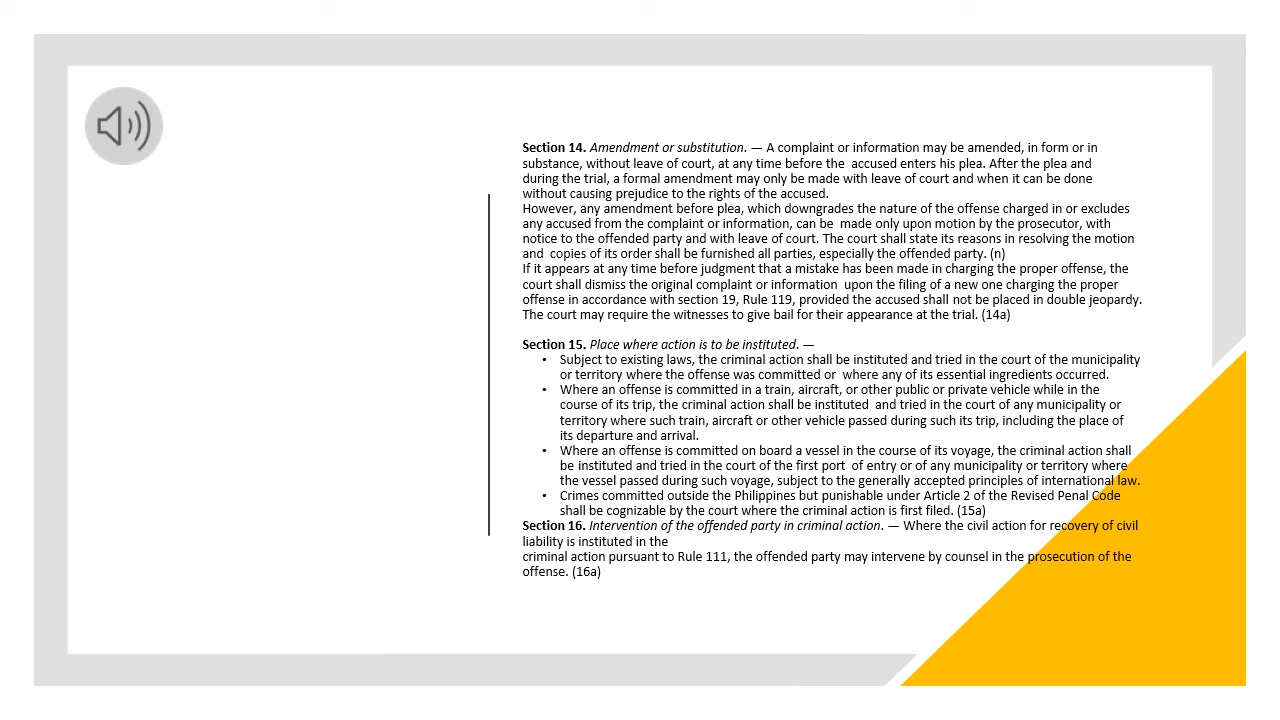 Section 14. Amendment or substitution. — A complaint or information may be amended, in form or in
substance, without leave of court, at any time before the  accused enters his plea. After the plea and
during the trial, a formal amendment may only be made with leave of court and when it can be done
without causing prejudice to the rights of the accused.
However, any amendment before plea, which downgrades the nature of the offense charged in or excludes
any accused from the complaint or information, can be  made only upon motion by the prosecutor, with
notice to the offended party and with leave of court. The court shall state its reasons in resolving the motion
and  copies of its order shall be furnished all parties, especially the offended party. (n)
If it appears at any time before judgment that a mistake has been made in charging the proper offense, the
court shall dismiss the original complaint or information  upon the filing of a new one charging the proper
offense in accordance with section 19, Rule 119, provided the accused shall not be placed in double jeopardy.
The court may require the witnesses to give bail for their appearance at the trial. (14a)
Section 15. Place where action is to be instituted. —
• Subject to existing laws, the criminal action shall be instituted and tried in the court of the municipality
or territory where the offense was committed or  where any of its essential ingredients occurred.
• Where an offense is committed in a train, aircraft, or other public or private vehicle while in the
course of its trip, the criminal action shall be instituted  and tried in the court of any municipality or
territory where such train, aircraft or other vehicle passed during such its trip, including the place of
its departure and arrival.
• Where an offense is committed on board a vessel in the course of its voyage, the criminal action shall
be instituted and tried in the court of the first port  of entry or of any municipality or territory where
the vessel passed during such voyage, subject to the generally accepted principles of international law.
• Crimes committed outside the Philippines but punishable under Article 2 of the Revised Penal Code
shall be cognizable by the court where the criminal action is first filed. (15a)
Section 16. Intervention of the offended party in criminal action. — Where the civil action for recovery of civil
liability is instituted in the
criminal action pursuant to Rule 111, the offended party may intervene by counsel in the prosecution of the
offense. (16a)